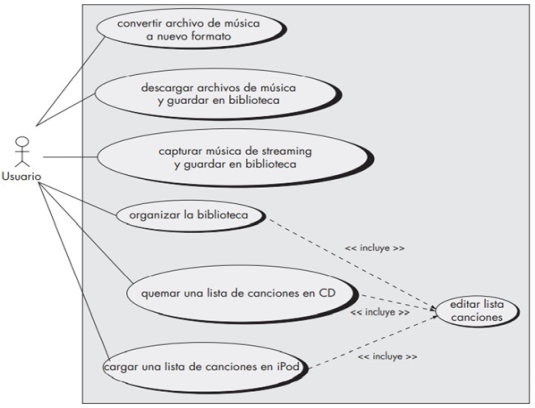 convertir archivo de música
a nuevo formato
descargar archivos de música
y guardar en biblioteca
capturar música de streaming
y guardar en biblioteca
Usuario
organizar la biblioteca
<< incluye >>
quemar una lista de canciones en CD
editar lista
canciones
<< incluye >>
<< incluye >>
cargar una lista de canciones en iPod